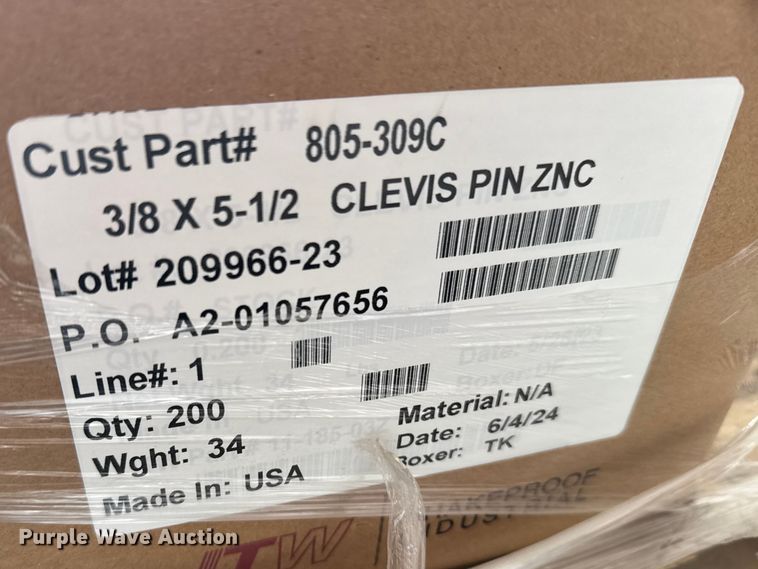 Cust Part# 805-309C
3/8 X 5-1/2 CLEVIS PIN ZNC
Lot# 209966-23
P.O. A2-01057656
Line#: 1
Qty: 200
Wght: 34
Made In: USA
Material: N/A
Date: 6/4/24
Boxer: TK
Purple Wave Auction